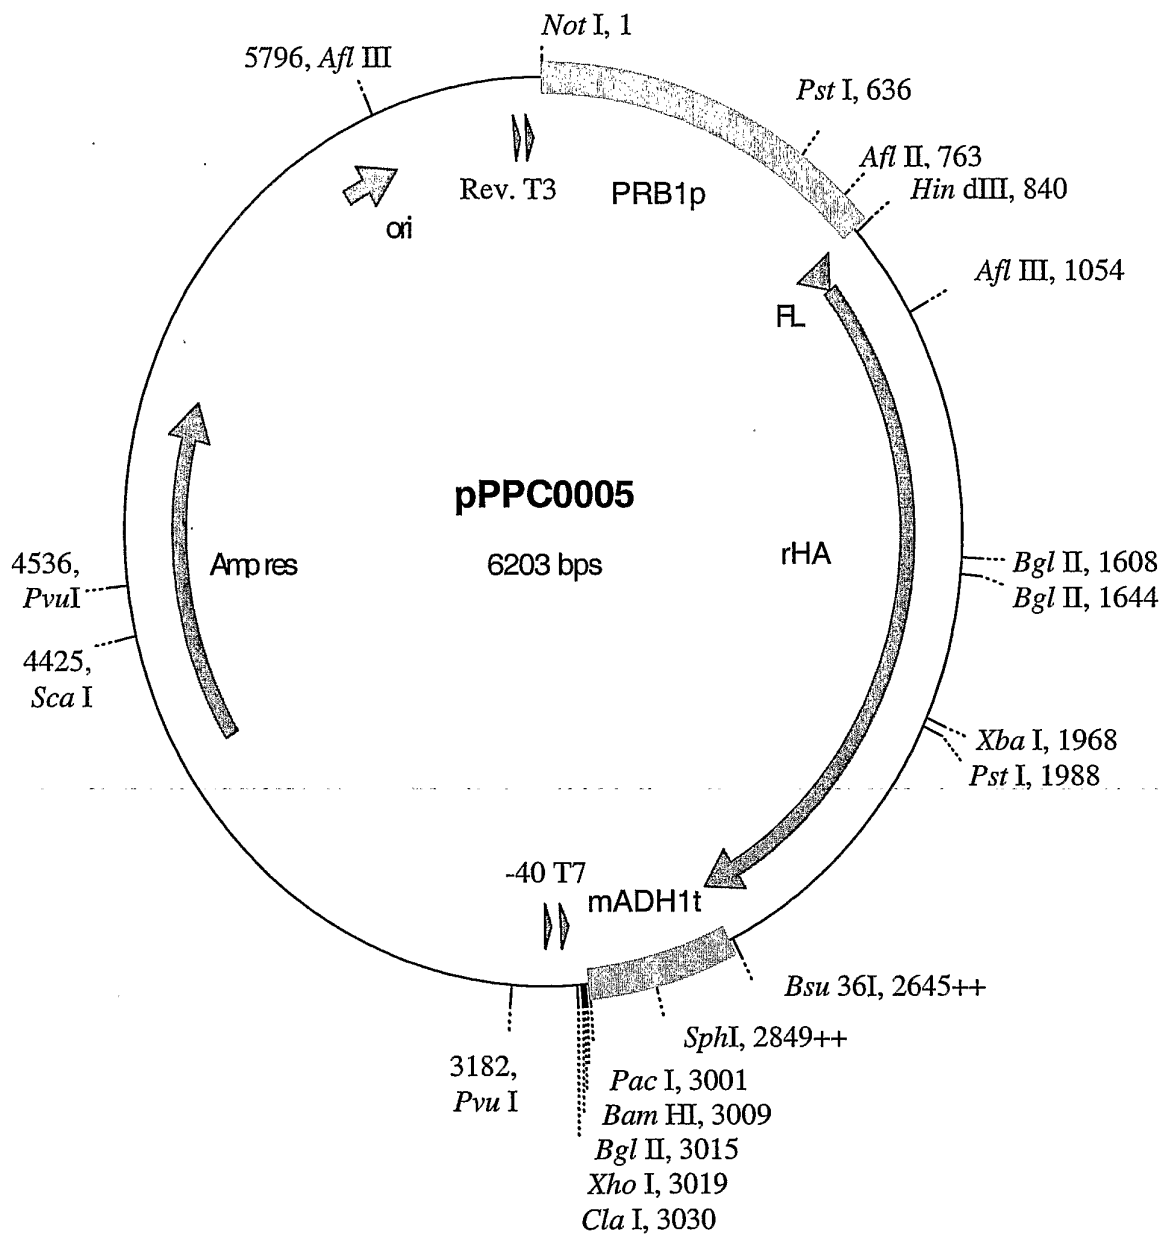 Not I, 1
5796, Afl III
Pst I, 636
Afl II, 763
Hin dIII, 840
Rev. T3
PRB1p
ori
Afl III, 1054
FL
pPPC0005
6203 bps
rHA
Amp res
4536,
PvuI
Bgl II, 1608
Bgl II, 1644
4425,
Sca I
Xba I, 1968
Pst I, 1988
-40 T7
mADH1t
Bsu 36I, 2645++
SphI, 2849++
3182,
Pvu I
Pac I, 3001
Bam HI, 3009
Bgl II, 3015
Xho I, 3019
Cla I, 3030